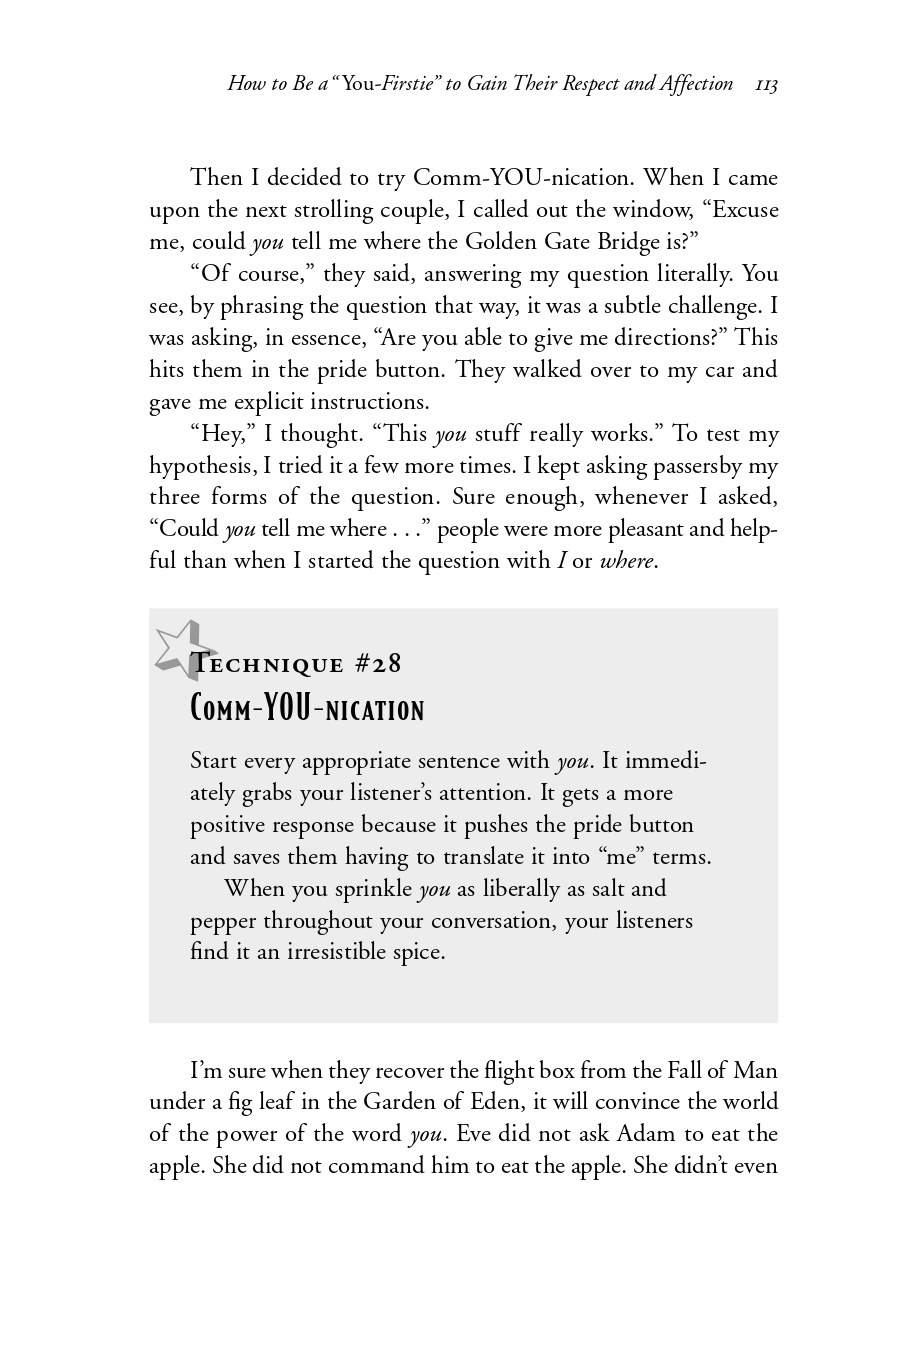 How to Be a “You-Firstie” to Gain Their Respect and Affection 113
Then I decided to try Comm-YOU-nication. When I came
upon the next strolling couple, I called out the window, “Excuse
me, could you tell me where the Golden Gate Bridge is?”
“Of course,” they said, answering my question literally. You
see, by phrasing the question that way, it was a subtle challenge. I
was asking, in essence, “Are you able to give me directions?” This
hits them in the pride button. They walked over to my car and
gave me explicit instructions.
“Hey,” I thought. “This you stuff really works.” To test my
hypothesis, I tried it a few more times. I kept asking passersby my
three forms of the question. Sure enough, whenever I asked,
“Could you tell me where . . .” people were more pleasant and help-
ful than when I started the question with I or where.
Technique #28
Comm-YOU-nication
Start every appropriate sentence with you. It immedi-
ately grabs your listener’s attention. It gets a more
positive response because it pushes the pride button
and saves them having to translate it into “me” terms.
When you sprinkle you as liberally as salt and
pepper throughout your conversation, your listeners
find it an irresistible spice.
I’m sure when they recover the flight box from the Fall of Man
under a fig leaf in the Garden of Eden, it will convince the world
of the power of the word you. Eve did not ask Adam to eat the
apple. She did not command him to eat the apple. She didn’t even